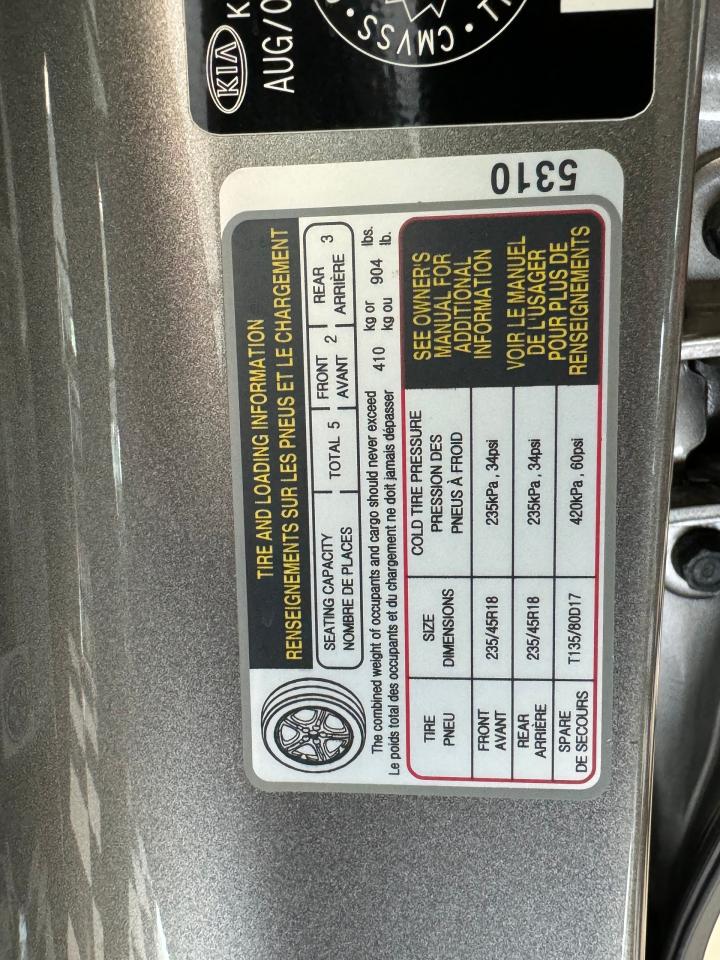 KIA
AUG/0
CMVSS
5310
TIRE AND LOADING INFORMATION
RENSEIGNEMENTS SUR LES PNEUS ET LE CHARGEMENT
SEATING CAPACITY TOTAL 5 FRONT 2 REAR 3
NOMBRE DE PLACES AVANT ARRIÈRE
The combined weight of occupants and cargo should never exceed 410 kg or 904 lbs.
Le poids total des occupants et du chargement ne doit jamais dépasser kg ou lb.
TIRE SIZE COLD TIRE PRESSURE
PNEU DIMENSIONS PRESSION DES
PNEUS À FROID
FRONT 235/45R18 235kPa , 34psi
AVANT
REAR 235/45R18 235kPa , 34psi
ARRIÈRE
SPARE T135/80D17 420kPa , 60psi
DE SECOURS
SEE OWNER'S
MANUAL FOR
ADDITIONAL
INFORMATION
VOIR LE MANUEL
DE L'USAGER
POUR PLUS DE
RENSEIGNEMENTS